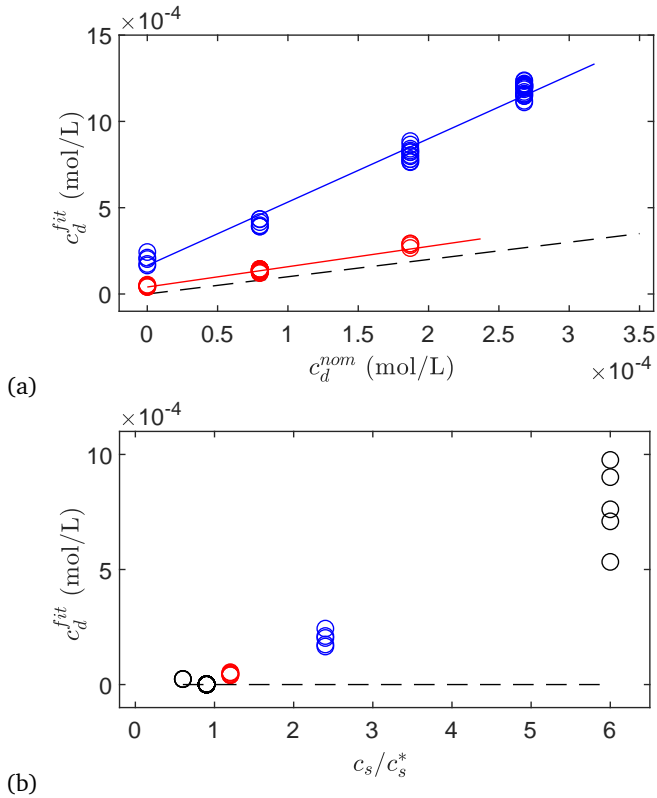 ×10⁻⁴
15
10
5
0
c_d^{fit} (mol/L)
0 0.5 1 1.5 2 2.5 3 3.5
c_d^{nom} (mol/L)
×10⁻⁴
(a)
×10⁻⁴
10
5
0
c_d^{fit} (mol/L)
0 1 2 3 4 5 6
c_s/c_s^*
(b)